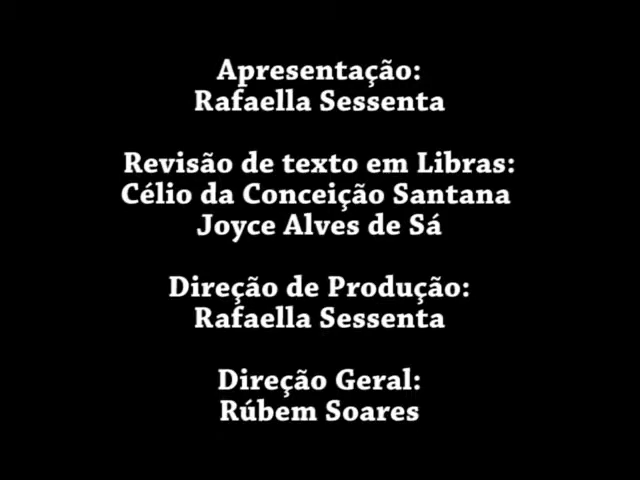 Apresentação:
Rafaella Sessenta
Revisão de texto em Libras:
Célio da Conceição Santana
Joyce Alves de Sá
Direção de Produção:
Rafaella Sessenta
Direção Geral:
Rúbem Soares